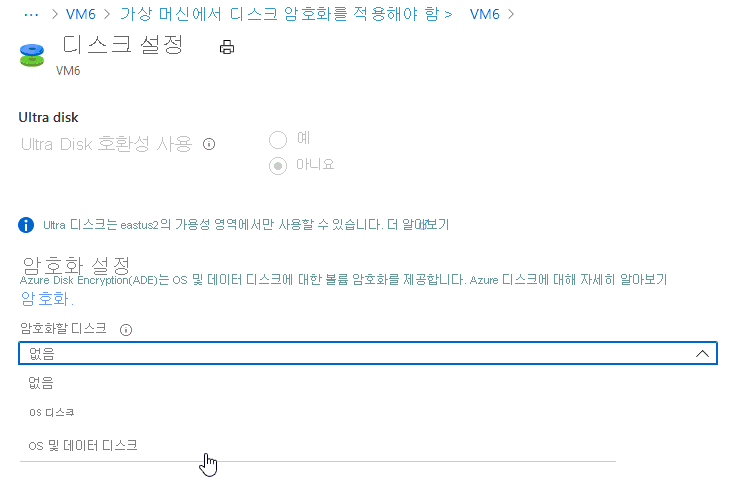 ··· > VM6 > 가상 머신에서 디스크 암호화를 적용해야 함 > VM6 >
디스크 설정
VM6
Ultra disk
Ultra Disk 호환성 사용
예
아니요
Ultra 디스크는 eastus2의 가용성 영역에서만 사용할 수 있습니다. 더 알아보기
암호화 설정
Azure Disk Encryption(ADE)는 OS 및 데이터 디스크에 대한 볼륨 암호화를 제공합니다. Azure 디스크에 대해 자세히 알아보기
암호화.
암호화할 디스크
없음
없음
OS 디스크
OS 및 데이터 디스크